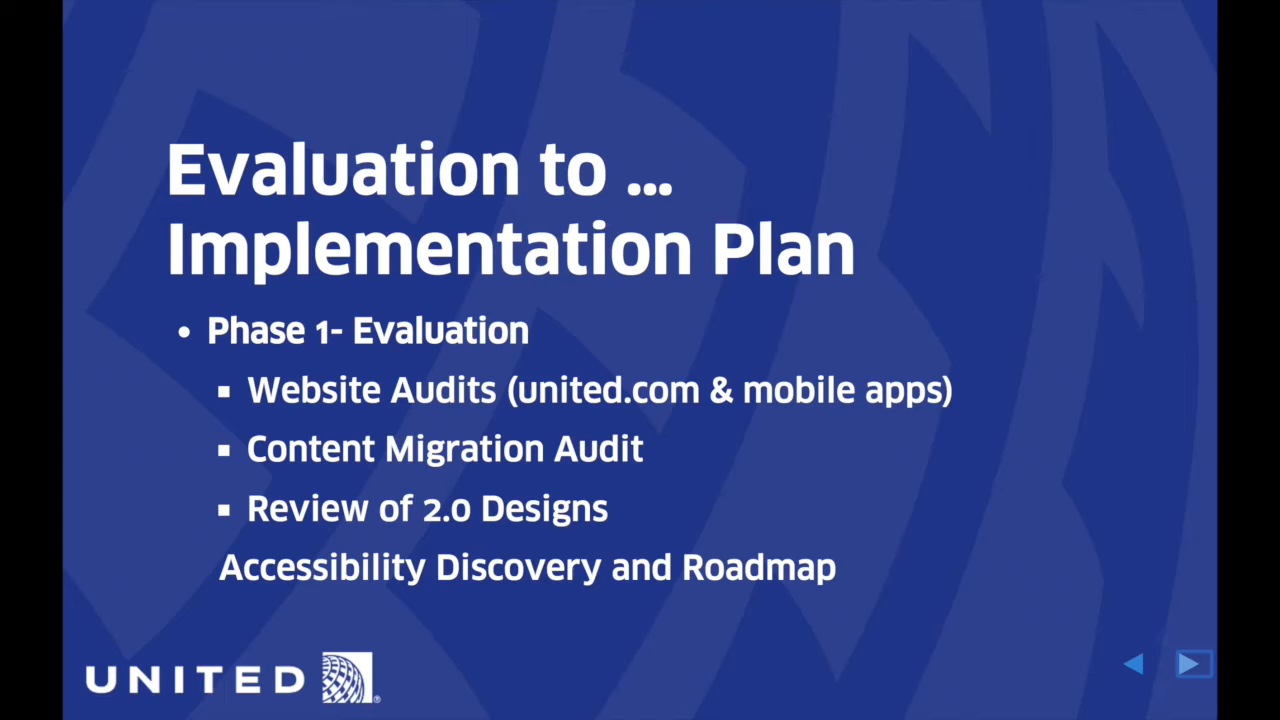 Evaluation to ...
Implementation Plan
• Phase 1- Evaluation
▪ Website Audits (united.com & mobile apps)
▪ Content Migration Audit
▪ Review of 2.0 Designs
Accessibility Discovery and Roadmap
UNITED ®